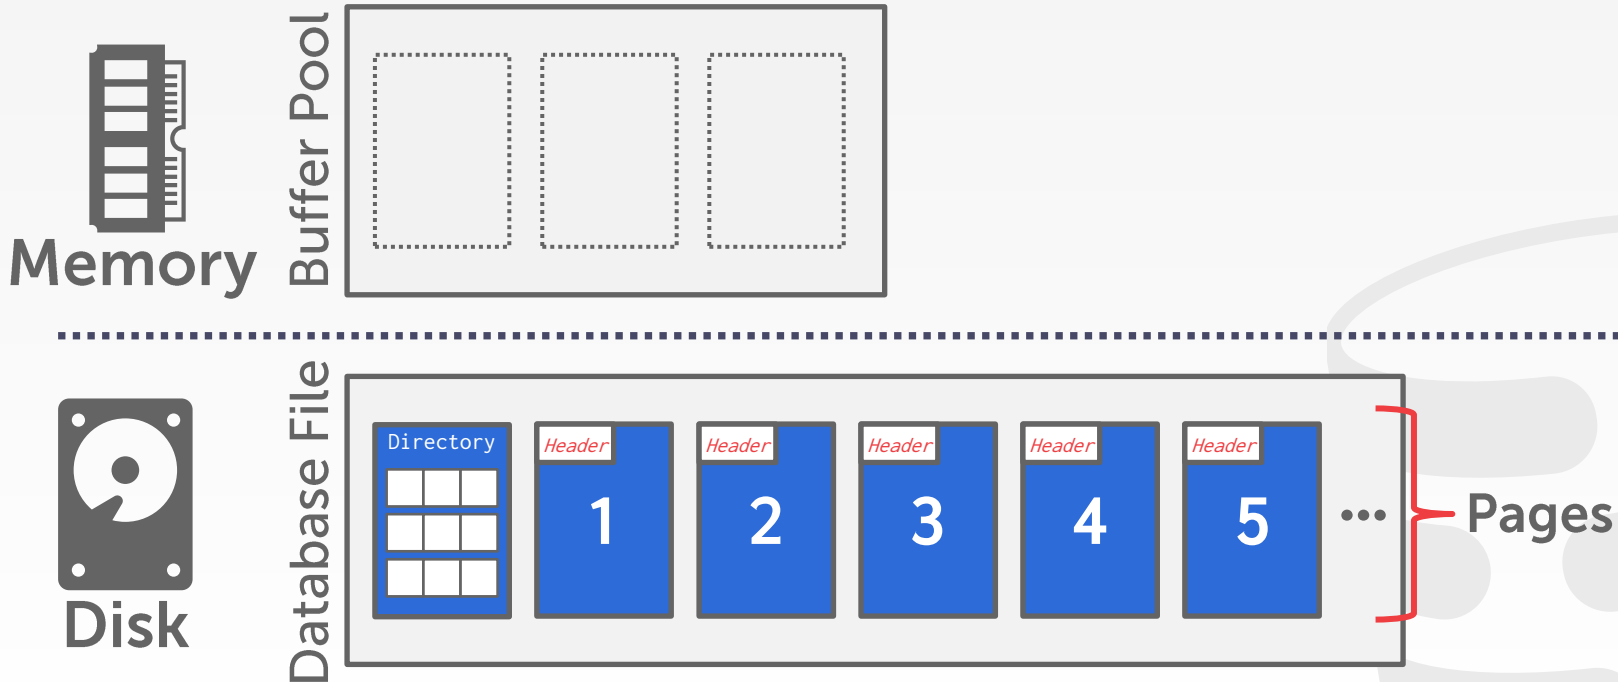 Memory
Buffer Pool
Disk
Database File
Directory
Header
1
Header
2
Header
3
Header
4
Header
5
...
Pages